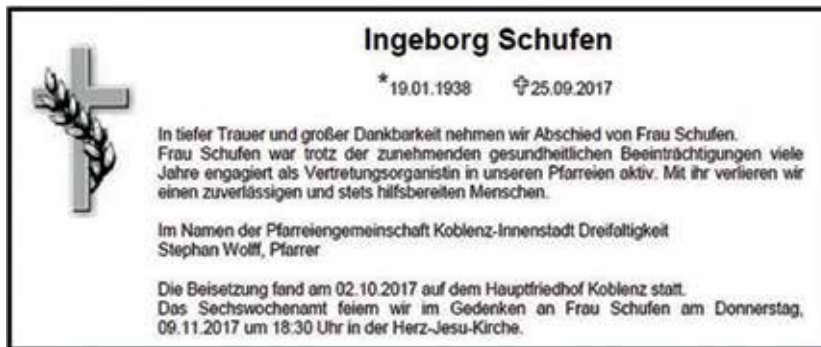 Ingeborg Schufen
*19.01.1938 ✞25.09.2017
In tiefer Trauer und großer Dankbarkeit nehmen wir Abschied von Frau Schufen.
Frau Schufen war trotz der zunehmenden gesundheitlichen Beeinträchtigungen viele
Jahre engagiert als Vertretungsorganistin in unseren Pfarreien aktiv. Mit ihr verlieren wir
einen zuverlässigen und stets hilfsbereiten Menschen.
Im Namen der Pfarreiengemeinschaft Koblenz-Innenstadt Dreifaltigkeit
Stephan Wolff, Pfarrer
Die Beisetzung fand am 02.10.2017 auf dem Hauptfriedhof Koblenz statt.
Das Sechswochenamt feiern wir im Gedenken an Frau Schufen am Donnerstag,
09.11.2017 um 18:30 Uhr in der Herz-Jesu-Kirche.